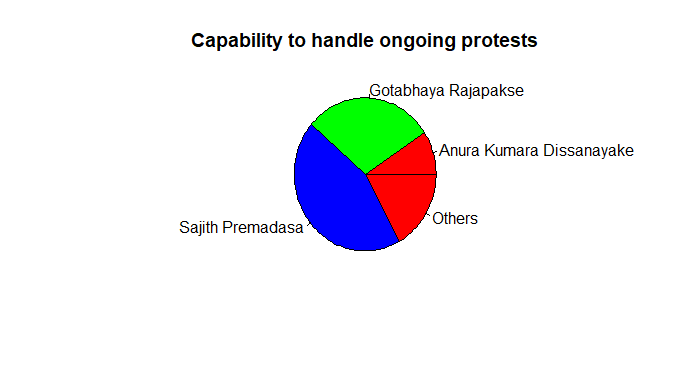 Capability to handle ongoing protests
Gotabhaya Rajapakse
Anura Kumara Dissanayake
Others
Sajith Premadasa